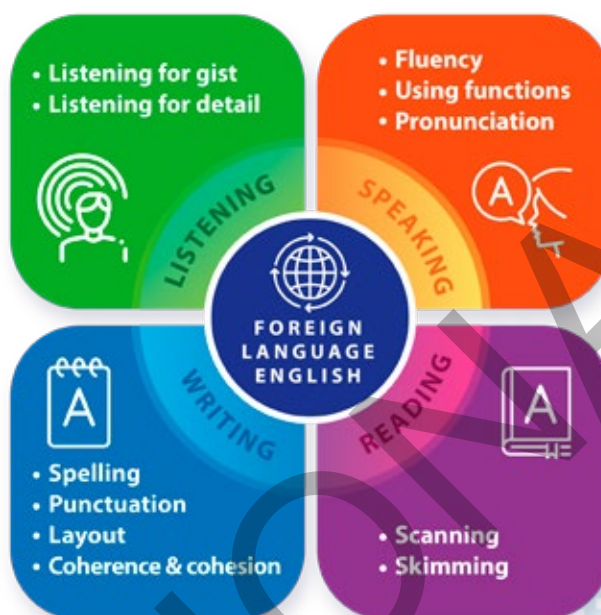 • Listening for gist
• Listening for detail
LISTENING
• Fluency
• Using functions
• Pronunciation
A
SPEAKING
FOREIGN
LANGUAGE
ENGLISH
A
WRITING
• Spelling
• Punctuation
• Layout
• Coherence & cohesion
READING
A
• Scanning
• Skimming